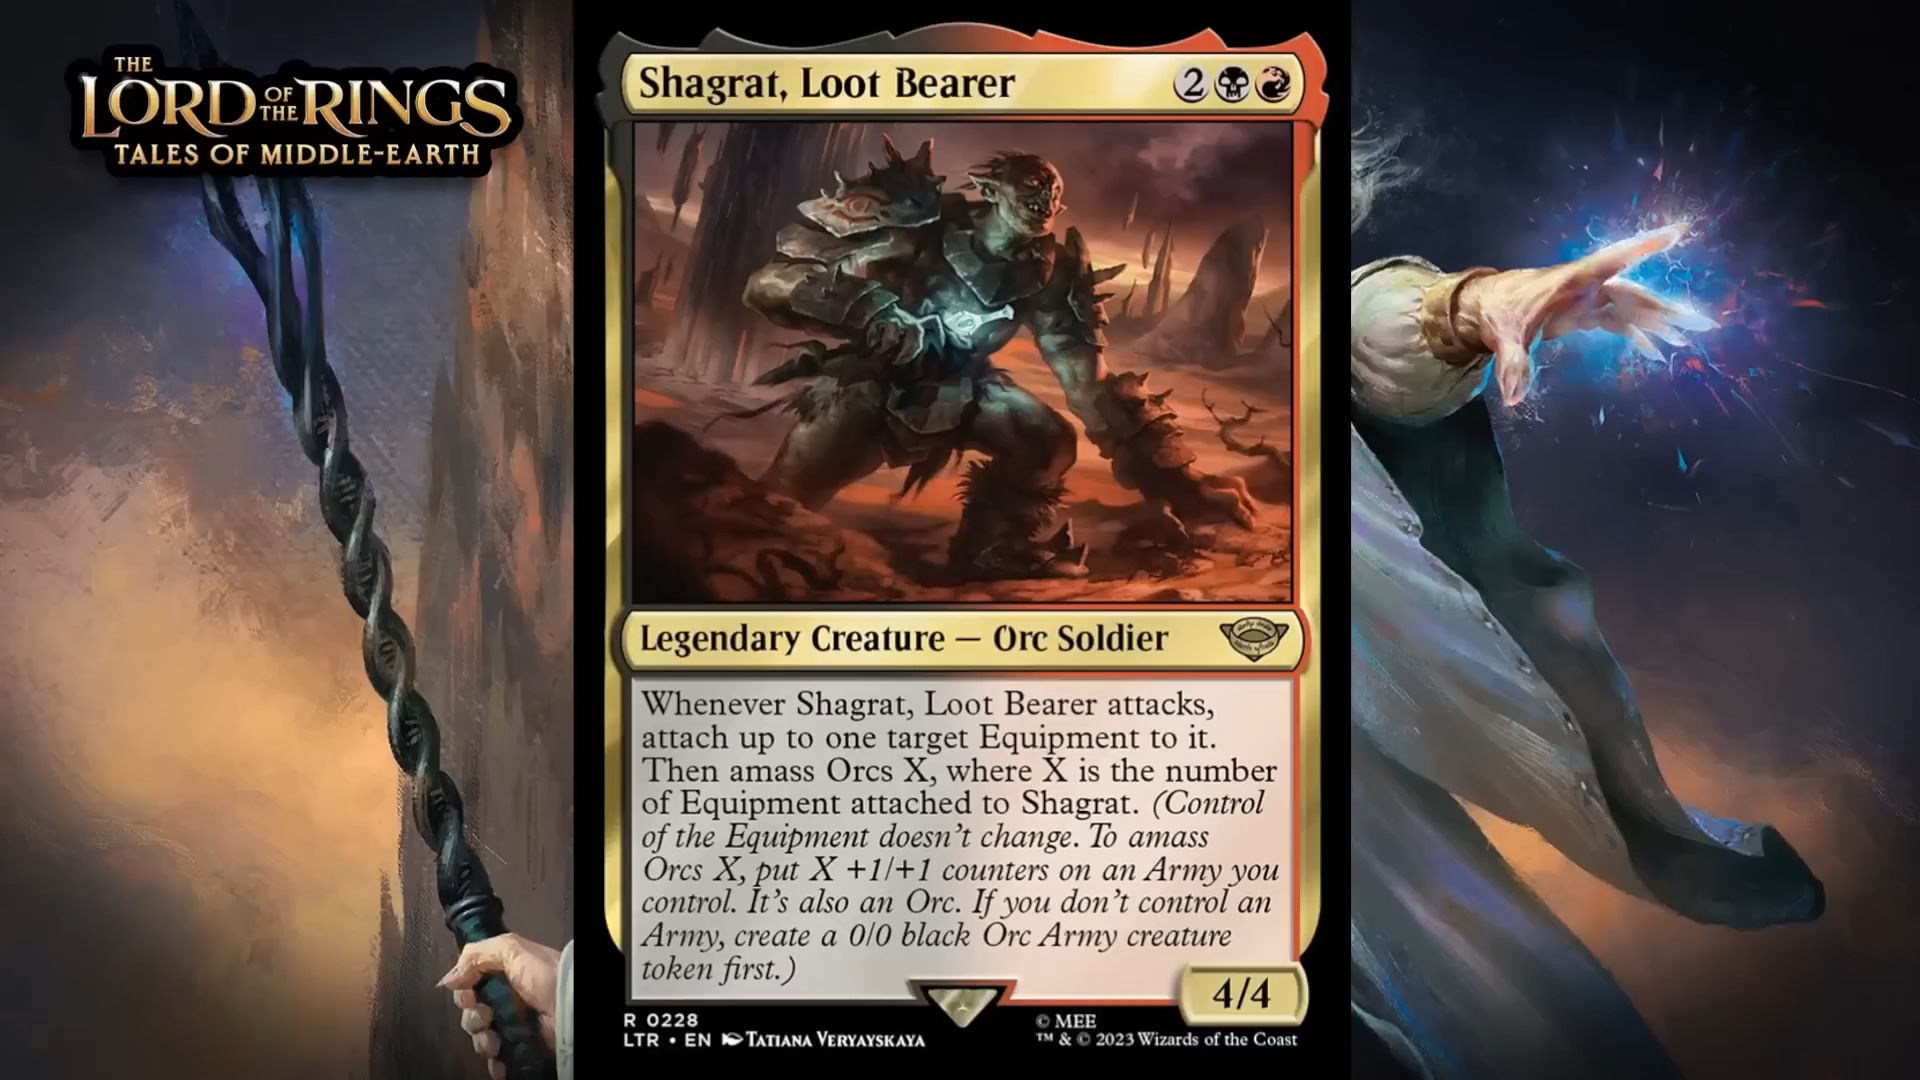 THE
LORD OF THE RINGS
TALES OF MIDDLE-EARTH
Shagrat, Loot Bearer
2
Legendary Creature — Orc Soldier
Whenever Shagrat, Loot Bearer attacks,
attach up to one target Equipment to it.
Then amass Orcs X, where X is the number
of Equipment attached to Shagrat. (Control
of the Equipment doesn't change. To amass
Orcs X, put X +1/+1 counters on an Army you
control. It's also an Orc. If you don't control an
Army, create a 0/0 black Orc Army creature
token first.)
4/4
R 0228
LTR • EN TATIANA VERYAYSKAYA
© MEE
™ & © 2023 Wizards of the Coast